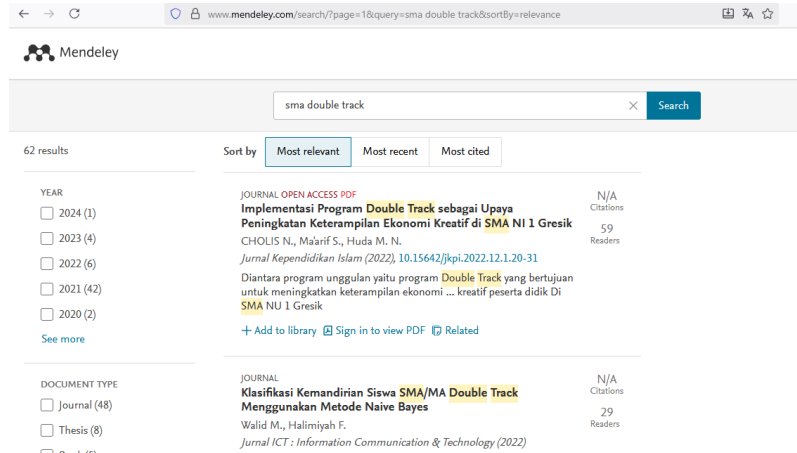 www.mendeley.com/search/?page=1&query=sma double track&sortBy=relevance
Mendeley
sma double track
Search
62 results
Sort by Most relevant Most recent Most cited
YEAR
2024 (1)
2023 (4)
2022 (6)
2021 (42)
2020 (2)
See more
DOCUMENT TYPE
Journal (48)
Thesis (8)
JOURNAL OPEN ACCESS PDF
Implementasi Program Double Track sebagai Upaya
Peningkatan Keterampilan Ekonomi Kreatif di SMA NI 1 Gresik
CHOLIS N., Ma'arif S., Huda M. N.
Jurnal Kependidikan Islam (2022), 10.15642/jkpi.2022.12.1.20-31
Diantara program unggulan yaitu program Double Track yang bertujuan
untuk meningkatkan keterampilan ekonomi ... kreatif peserta didik Di
SMA NU 1 Gresik
+ Add to library Sign in to view PDF Related
N/A
Citations
59
Readers
JOURNAL
Klasifikasi Kemandirian Siswa SMA/MA Double Track
Menggunakan Metode Naive Bayes
Walid M., Halimiyah F.
Jurnal ICT : Information Communication & Technology (2022)
N/A
Citations
29
Readers